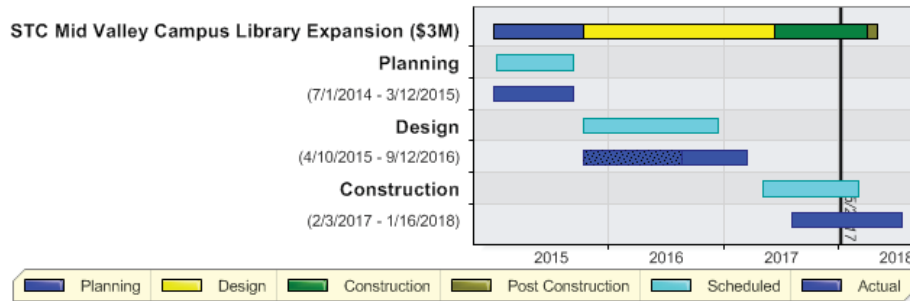 STC Mid Valley Campus Library Expansion ($3M)
Planning
(7/1/2014 - 3/12/2015)
Design
(4/10/2015 - 9/12/2016)
Construction
(2/3/2017 - 1/16/2018)
2015 2016 2017 2018
Planning Design Construction Post Construction Scheduled Actual